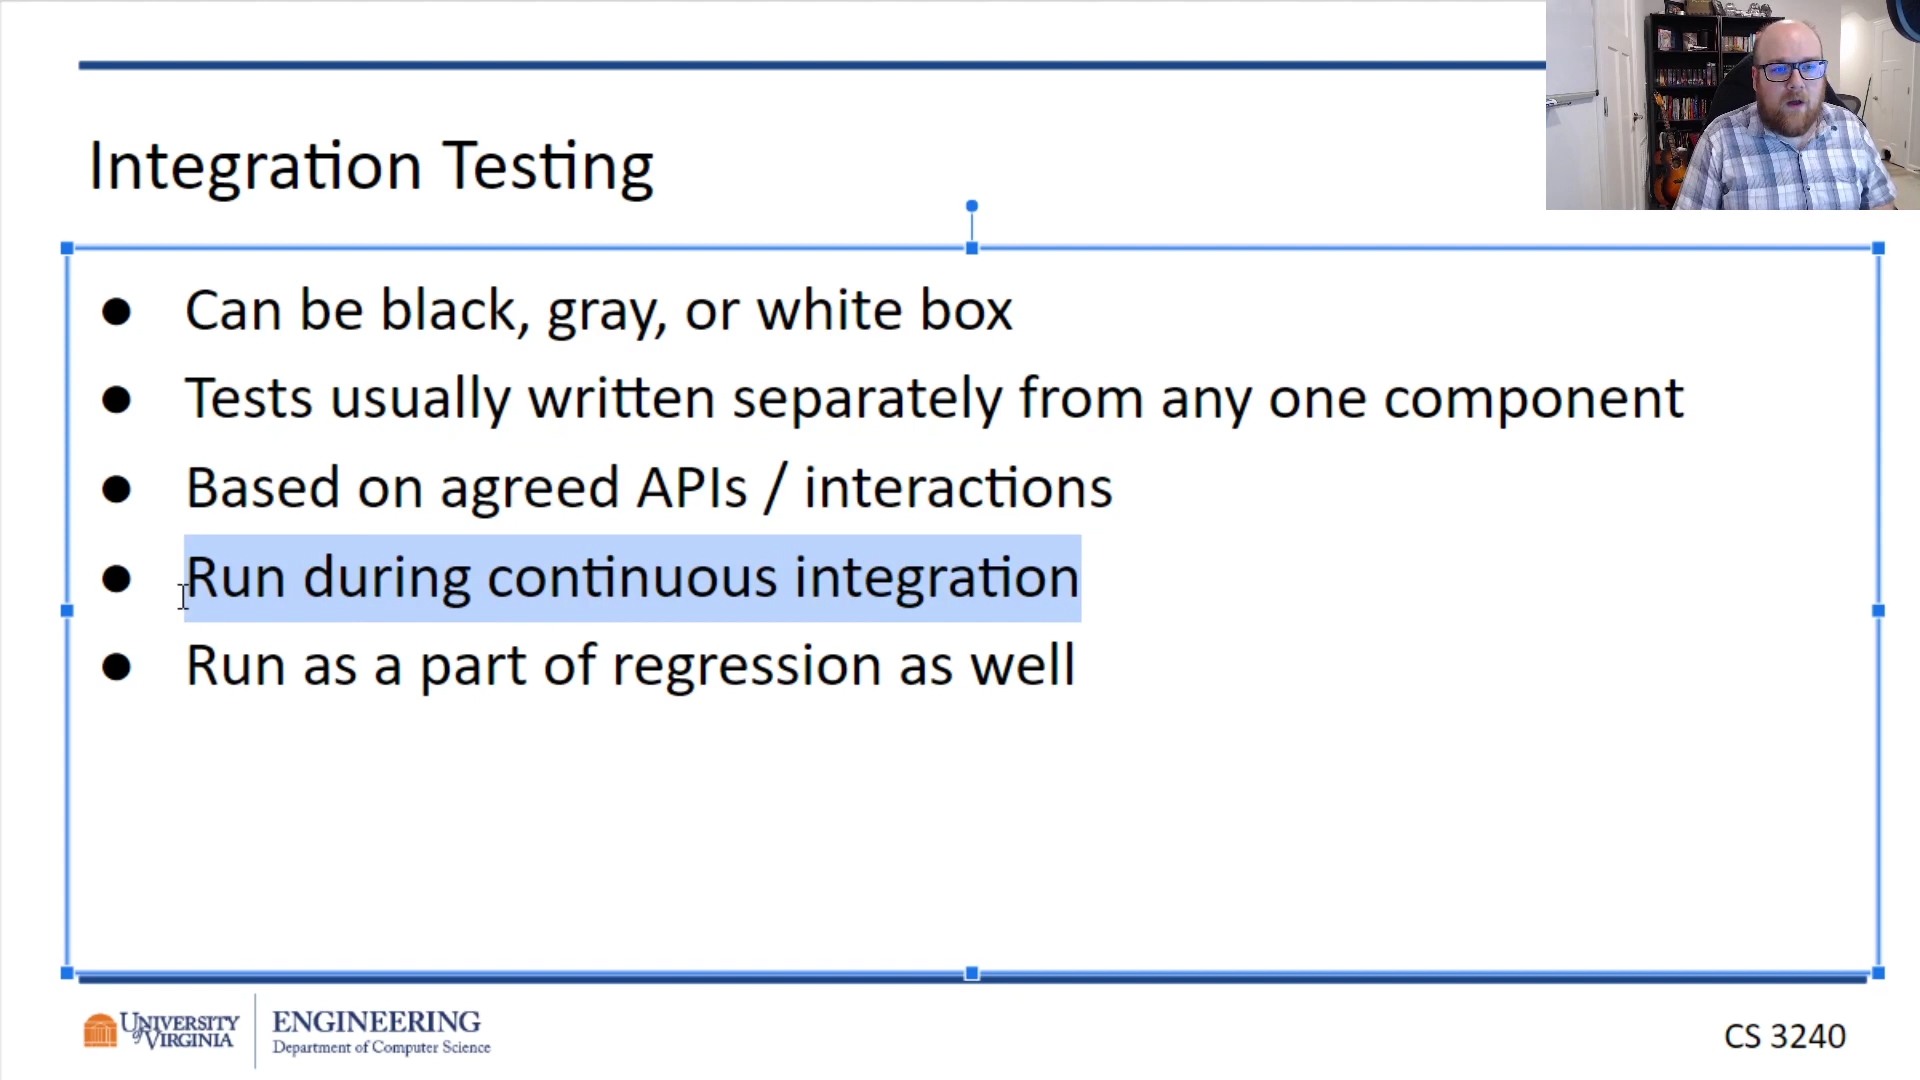 Integration Testing
● Can be black, gray, or white box
● Tests usually written separately from any one component
● Based on agreed APIs / interactions
● Run during continuous integration
● Run as a part of regression as well
UNIVERSITY
of VIRGINIA
ENGINEERING
Department of Computer Science
CS 3240